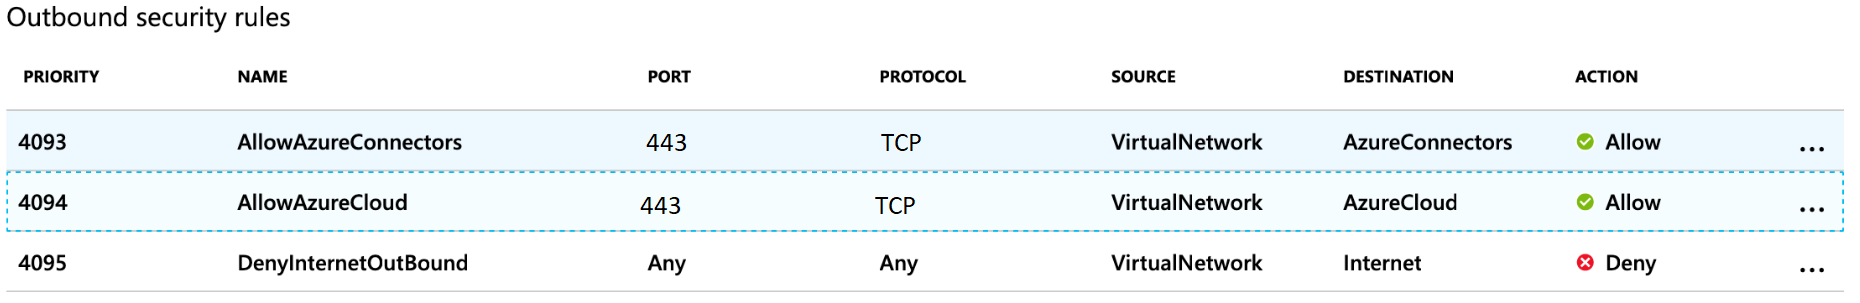 Outbound security rules
PRIORITY NAME PORT PROTOCOL SOURCE DESTINATION ACTION
4093 AllowAzureConnectors 443 TCP VirtualNetwork AzureConnectors Allow ...
4094 AllowAzureCloud 443 TCP VirtualNetwork AzureCloud Allow ...
4095 DenyInternetOutBound Any Any VirtualNetwork Internet Deny ...